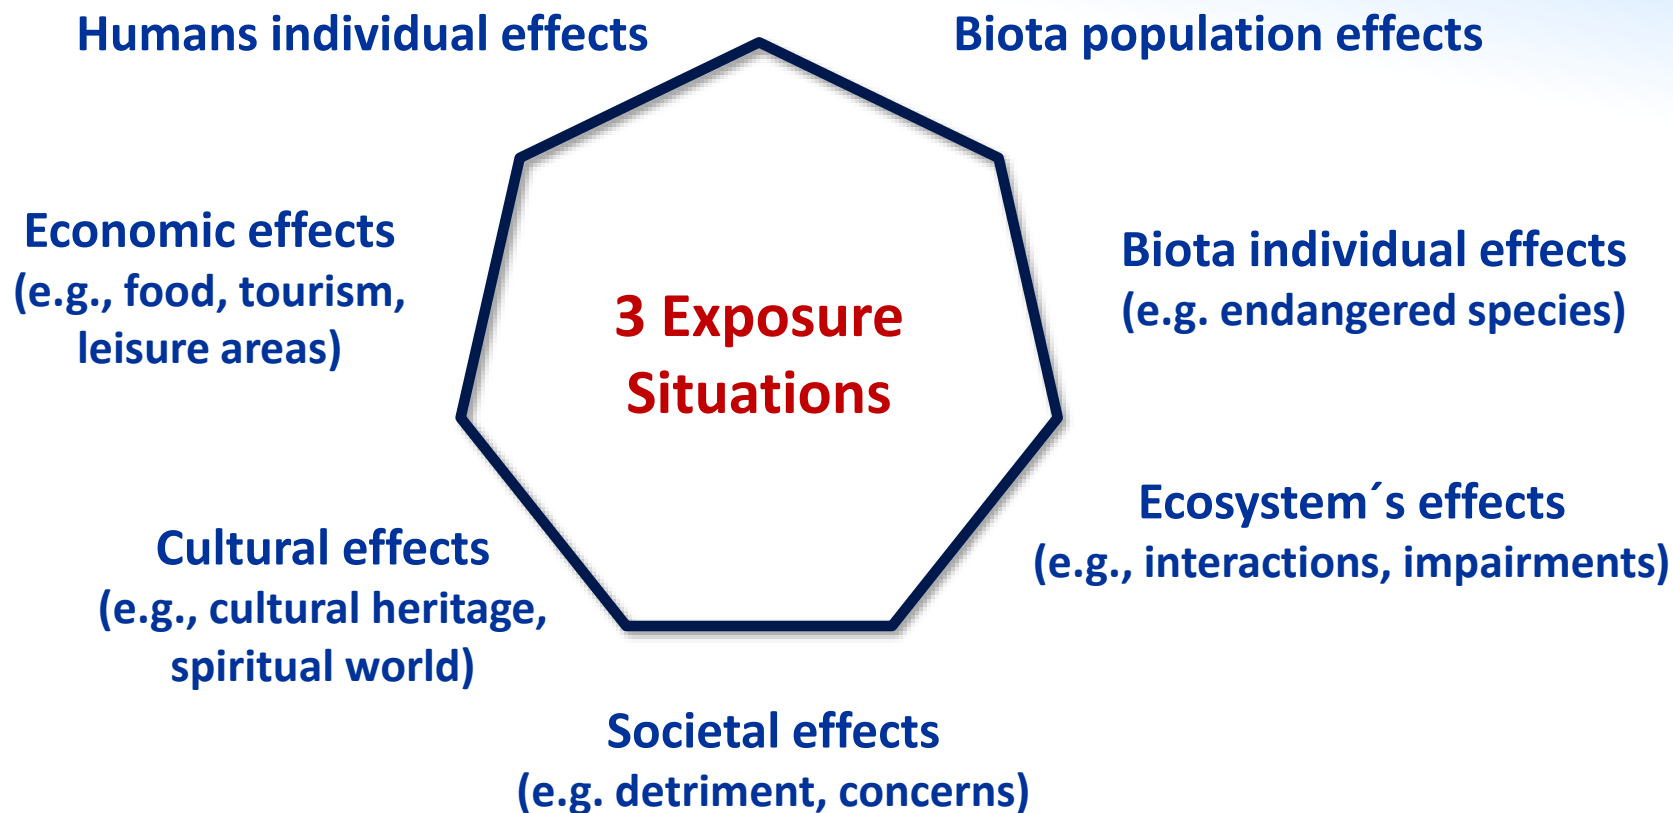 Humans individual effects
Biota population effects
Economic effects
(e.g., food, tourism,
leisure areas)
Biota individual effects
(e.g. endangered species)
3 Exposure
Situations
Ecosystem´s effects
(e.g., interactions, impairments)
Cultural effects
(e.g., cultural heritage,
spiritual world)
Societal effects
(e.g. detriment, concerns)